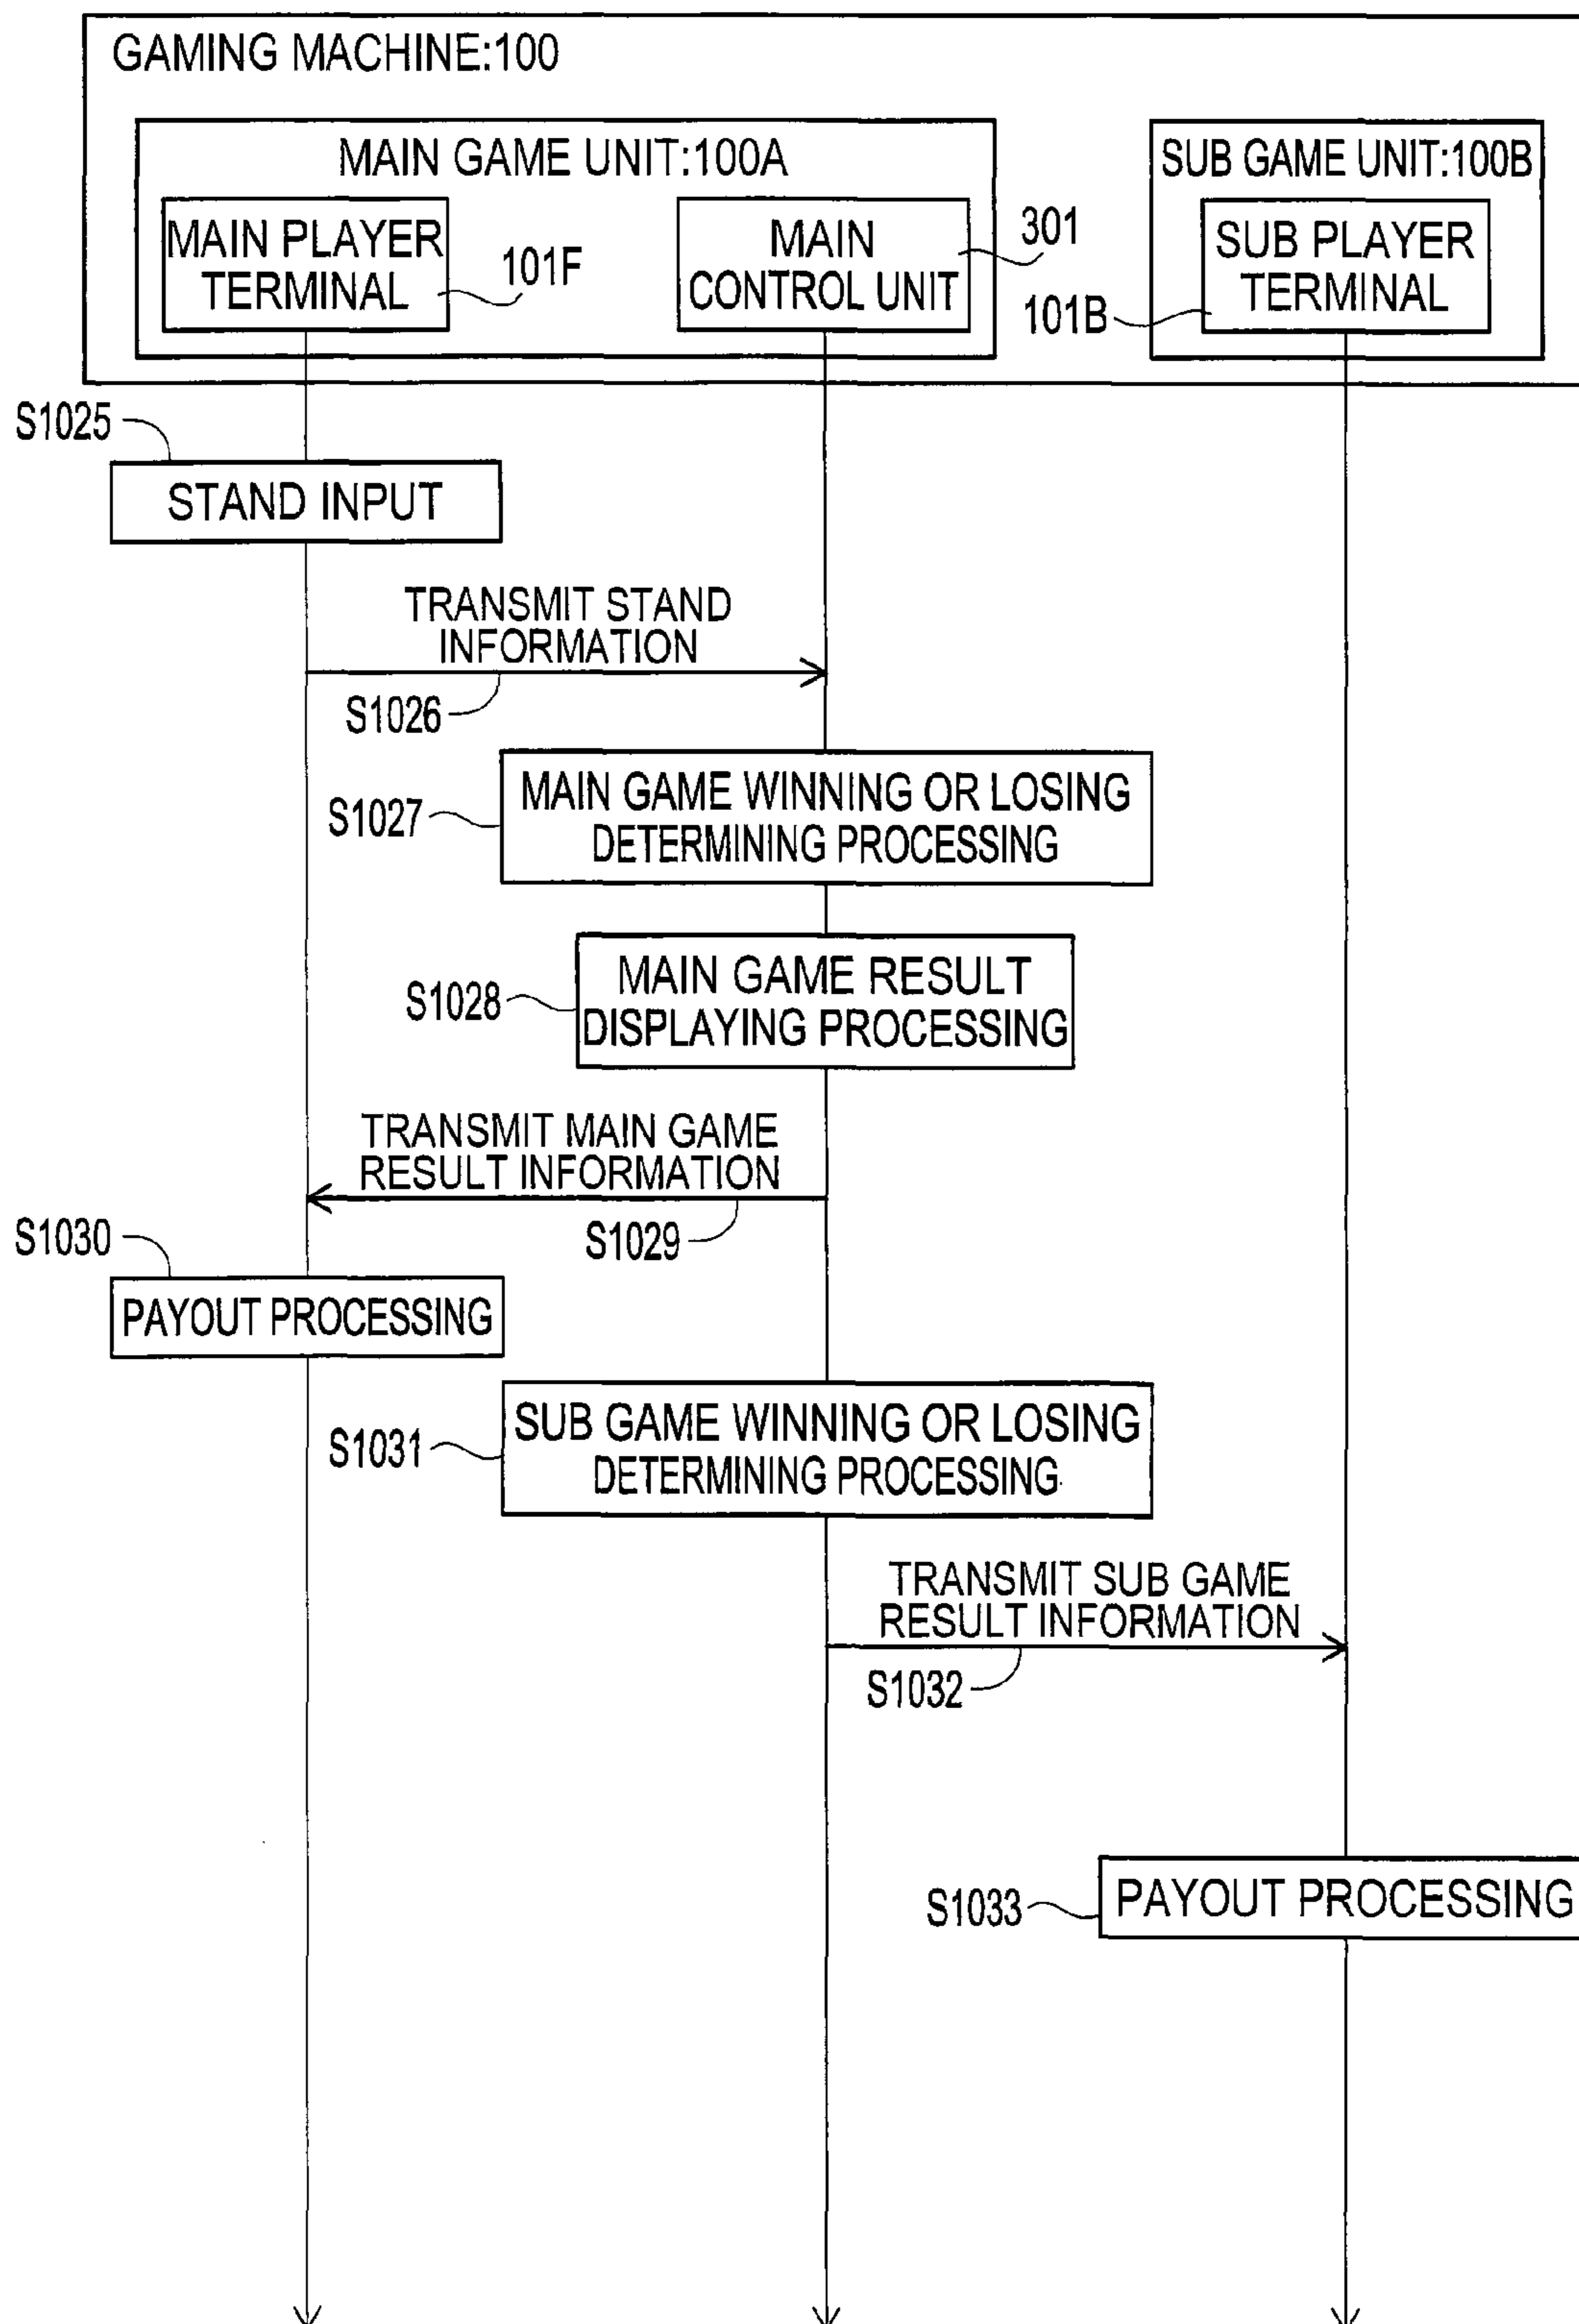 GAMING MACHINE:100
MAIN GAME UNIT:100A
SUB GAME UNIT:100B
MAIN PLAYER
TERMINAL
101F
MAIN
CONTROL UNIT
301
SUB PLAYER
TERMINAL
101B
S1025
STAND INPUT
TRANSMIT STAND
INFORMATION
S1026
MAIN GAME WINNING OR LOSING
DETERMINING PROCESSING
S1027
MAIN GAME RESULT
DISPLAYING PROCESSING
S1028
TRANSMIT MAIN GAME
RESULT INFORMATION
S1029
S1030
PAYOUT PROCESSING
SUB GAME WINNING OR LOSING
DETERMINING PROCESSING
S1031
TRANSMIT SUB GAME
RESULT INFORMATION
S1032
S1033
PAYOUT PROCESSING